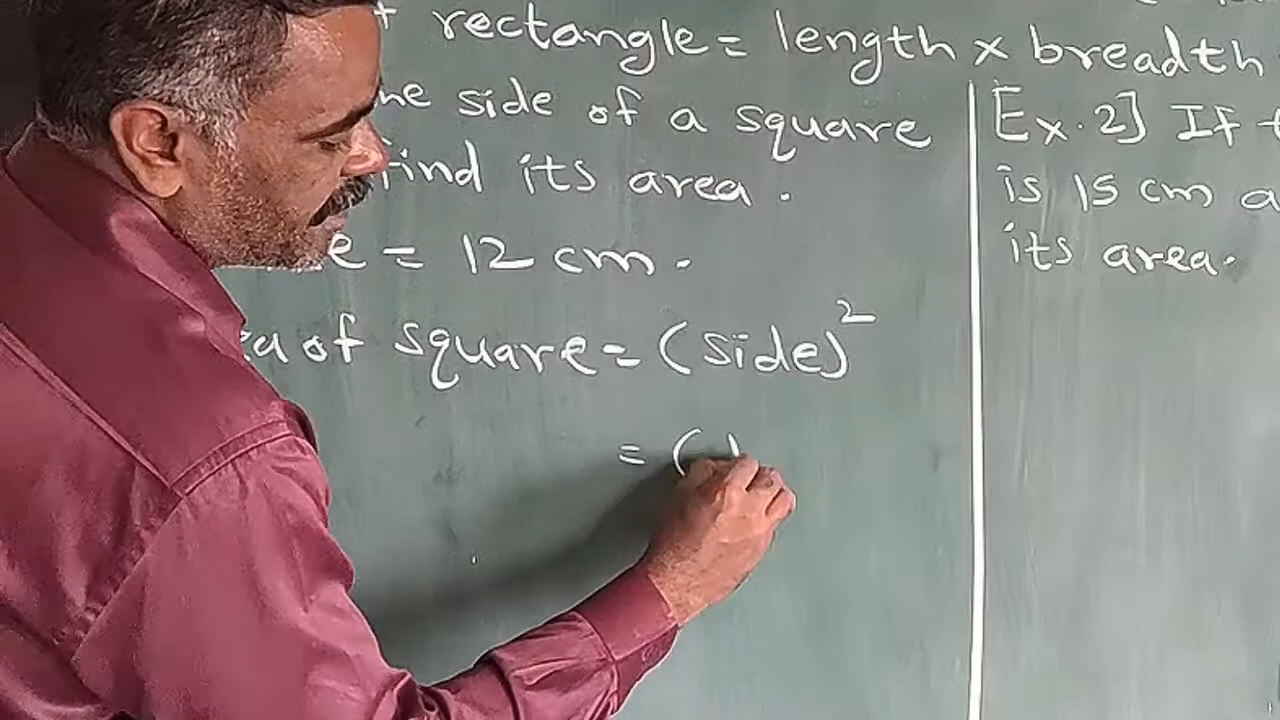 rectangle = length × breadth
side of a square
find its area.
= 12 cm.
of square = (side)²
= (1
[Ex.2] If
is 15 cm
its area.